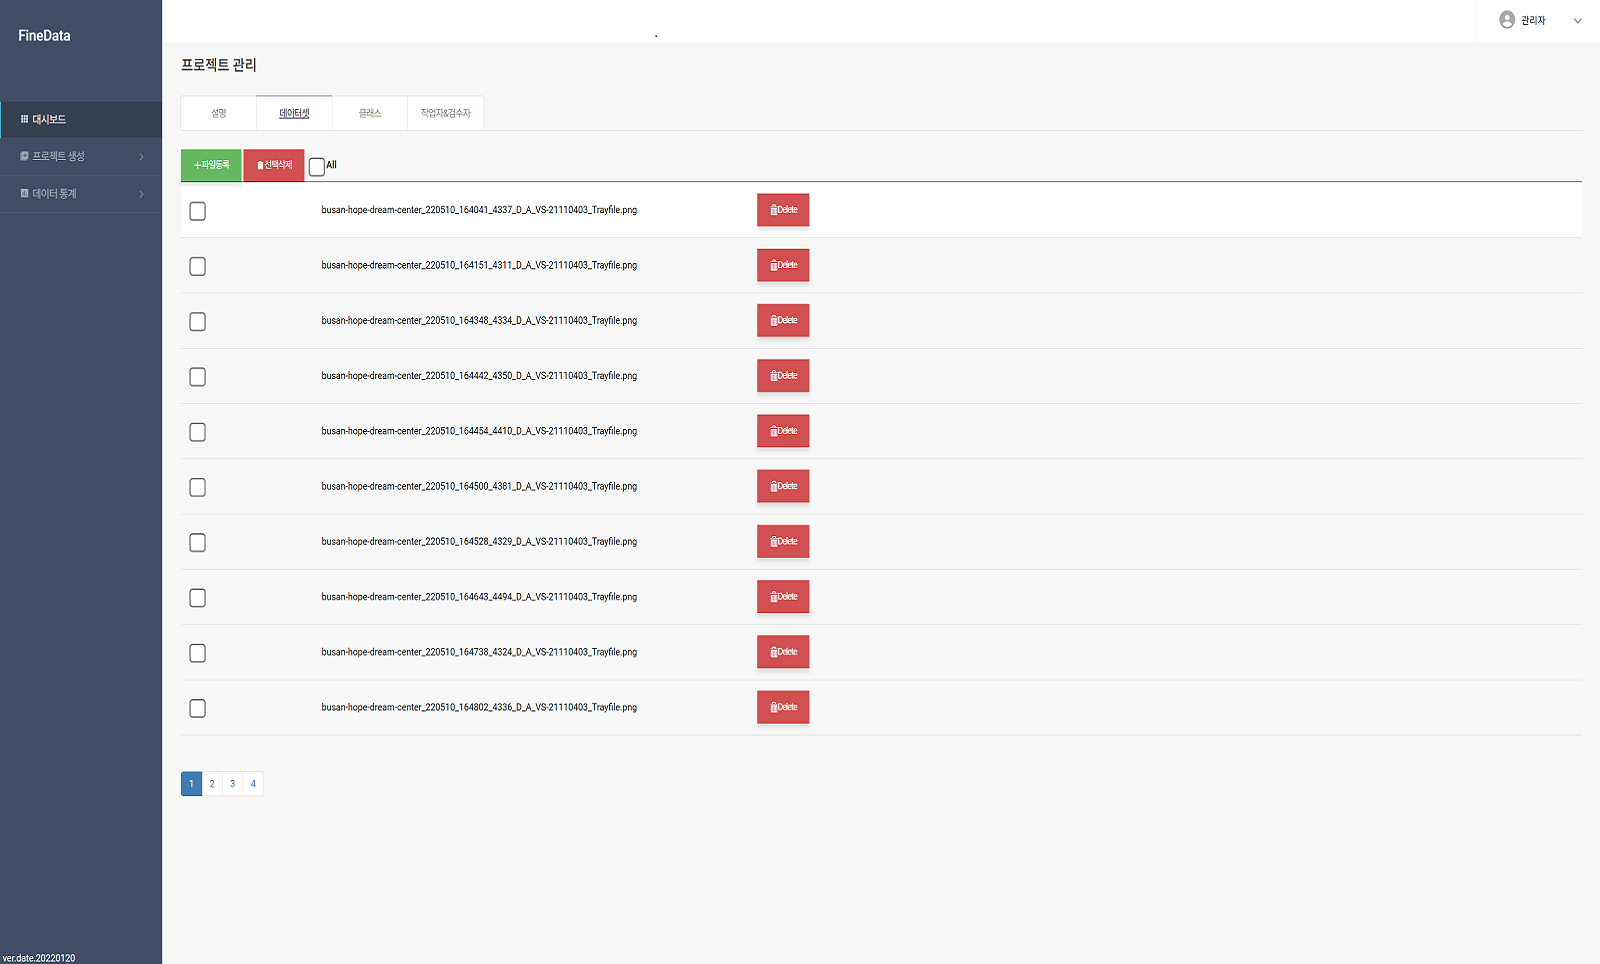 FineData
관리자
대시보드
프로젝트 생성
데이터 통계
프로젝트 관리
설명 데이터셋 클래스 작업자&검수자
+파일등록 선택삭제 All
busan-hope-dream-center_220510_164041_4337_D_A_VS-21110403_Trayfile.png Delete
busan-hope-dream-center_220510_164151_4311_D_A_VS-21110403_Trayfile.png Delete
busan-hope-dream-center_220510_164348_4334_D_A_VS-21110403_Trayfile.png Delete
busan-hope-dream-center_220510_164442_4350_D_A_VS-21110403_Trayfile.png Delete
busan-hope-dream-center_220510_164454_4410_D_A_VS-21110403_Trayfile.png Delete
busan-hope-dream-center_220510_164500_4381_D_A_VS-21110403_Trayfile.png Delete
busan-hope-dream-center_220510_164528_4329_D_A_VS-21110403_Trayfile.png Delete
busan-hope-dream-center_220510_164643_4494_D_A_VS-21110403_Trayfile.png Delete
busan-hope-dream-center_220510_164738_4324_D_A_VS-21110403_Trayfile.png Delete
busan-hope-dream-center_220510_164802_4336_D_A_VS-21110403_Trayfile.png Delete
1 2 3 4
ver.date.20220120